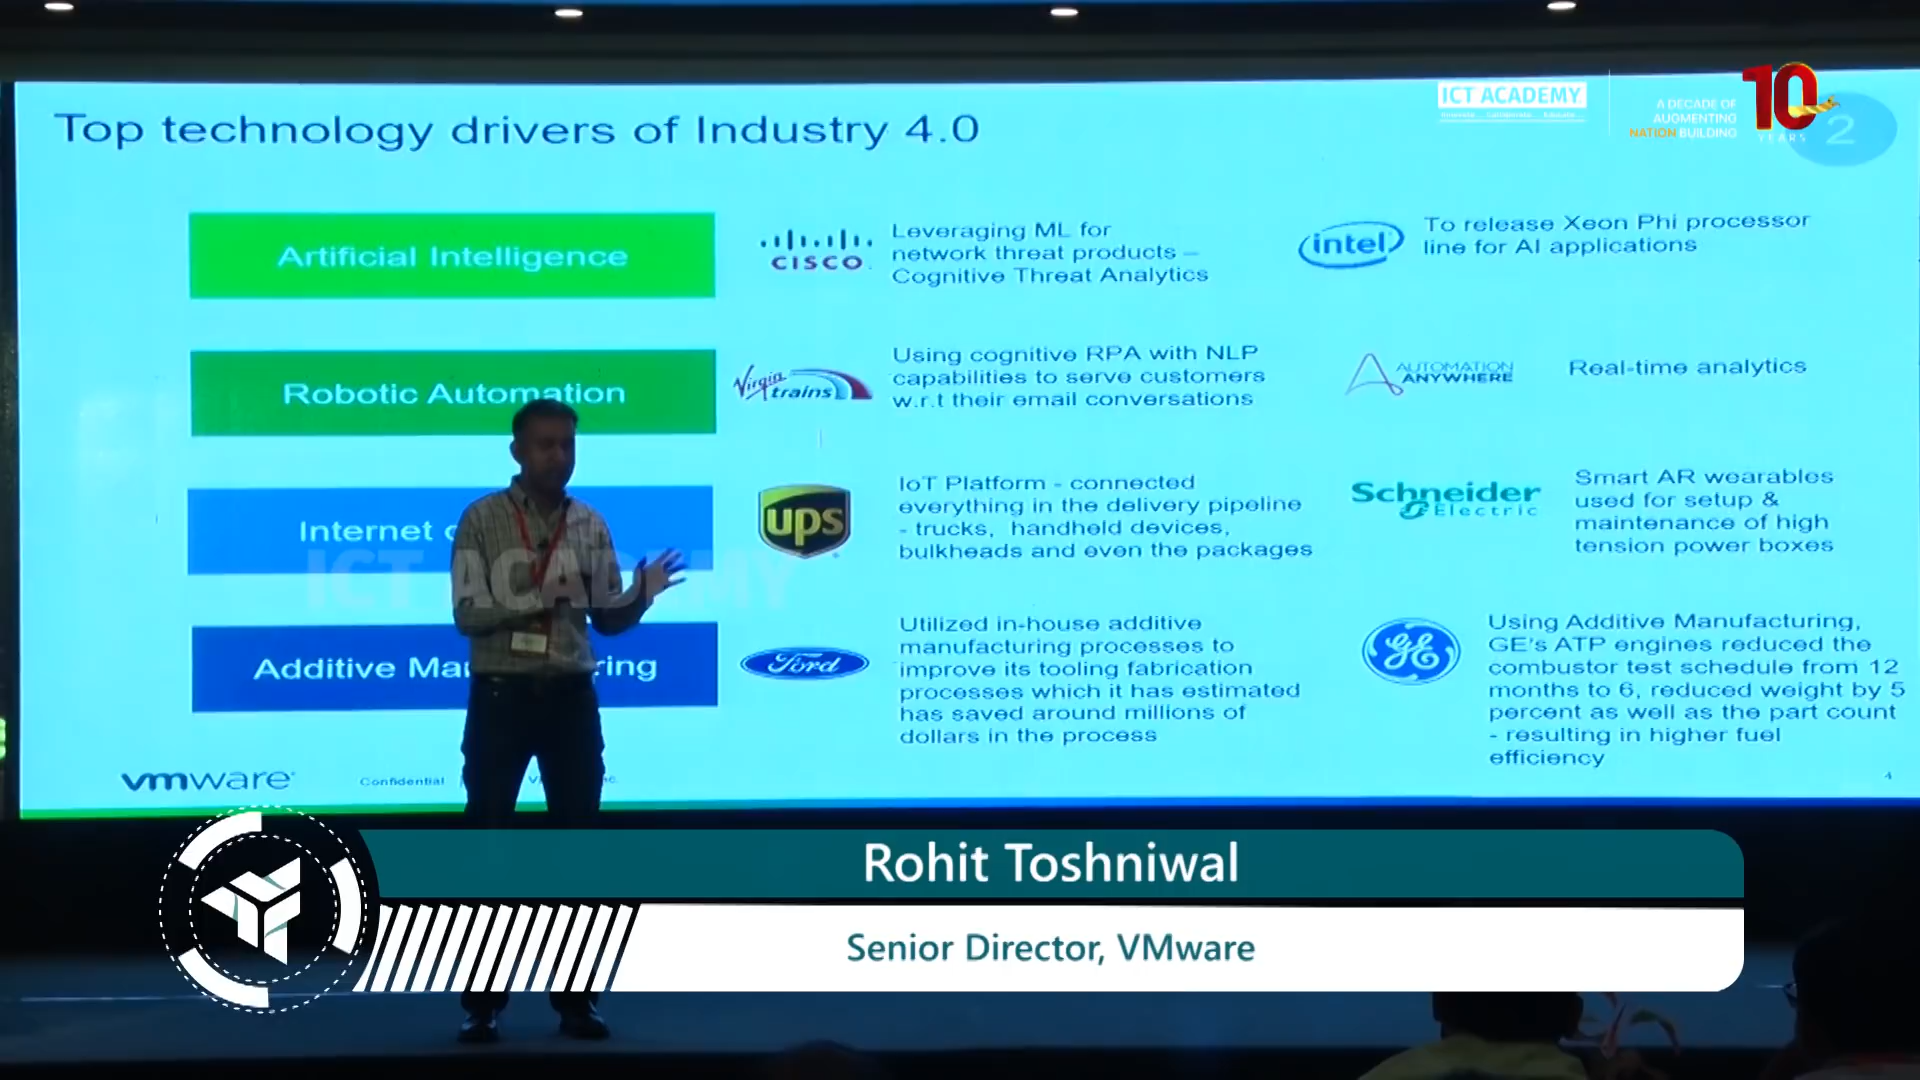 Top technology drivers of Industry 4.0
ICT ACADEMY
A DECADE OF
AUGMENTING
NATION BUILDING
10
YEARS
2
Artificial Intelligence
CISCO
Leveraging ML for
network threat products –
Cognitive Threat Analytics
intel
To release Xeon Phi processor
line for AI applications
Robotic Automation
Virgin
trains
Using cognitive RPA with NLP
capabilities to serve customers
w.r.t their email conversations
AUTOMATION
ANYWHERE
Real-time analytics
Internet
ups
IoT Platform - connected
everything in the delivery pipeline
- trucks, handheld devices,
bulkheads and even the packages
Schneider
Electric
Smart AR wearables
used for setup &
maintenance of high
tension power boxes
ICT ACADEMY
Additive Ma ring
Ford
Utilized in-house additive
manufacturing processes to
improve its tooling fabrication
processes which it has estimated
has saved around millions of
dollars in the process
GE
Using Additive Manufacturing,
GE's ATP engines reduced the
combustor test schedule from 12
months to 6, reduced weight by 5
percent as well as the part count
- resulting in higher fuel
efficiency
vmware
Confidential
4
Rohit Toshniwal
Senior Director, VMware